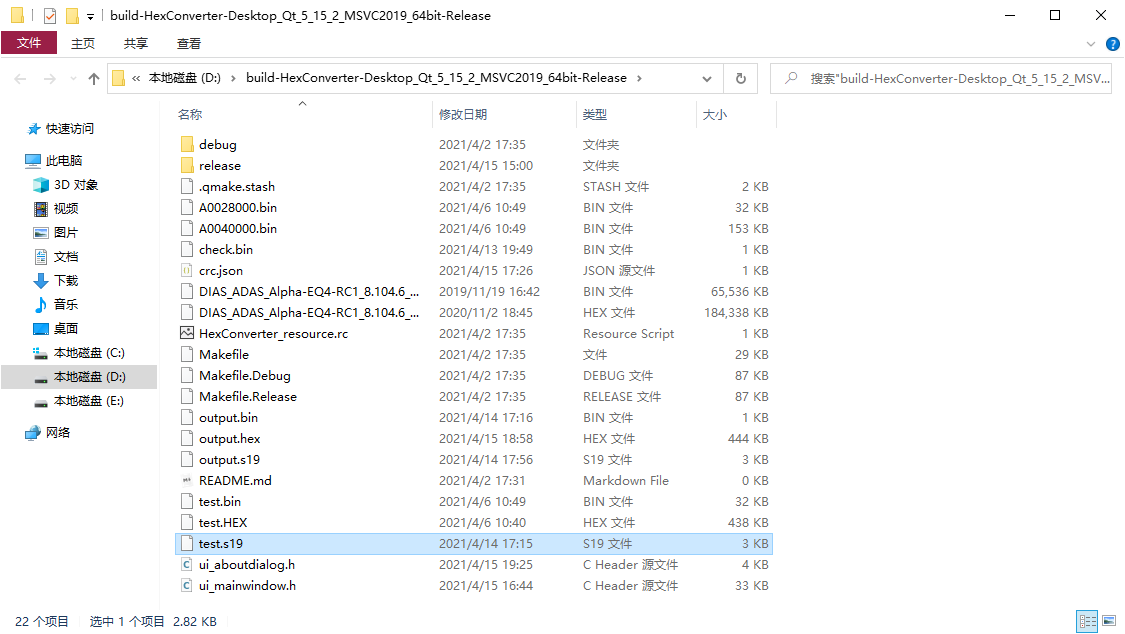 build-HexConverter-Desktop_Qt_5_15_2_MSVC2019_64bit-Release
文件 主页 共享 查看
« 本地磁盘 (D:) › build-HexConverter-Desktop_Qt_5_15_2_MSVC2019_64bit-Release › 搜索"build-HexConverter-Desktop_Qt_5_15_2_MSV...
快速访问
此电脑
3D 对象
视频
图片
文档
下载
音乐
桌面
本地磁盘 (C:)
本地磁盘 (D:)
本地磁盘 (E:)
网络
名称 修改日期 类型 大小
debug 2021/4/2 17:35 文件夹
release 2021/4/15 15:00 文件夹
.qmake.stash 2021/4/2 17:35 STASH 文件 2 KB
A0028000.bin 2021/4/6 10:49 BIN 文件 32 KB
A0040000.bin 2021/4/6 10:49 BIN 文件 153 KB
check.bin 2021/4/13 19:49 BIN 文件 1 KB
crc.json 2021/4/15 17:26 JSON 源文件 1 KB
DIAS_ADAS_Alpha-EQ4-RC1_8.104.6_... 2019/11/19 16:42 BIN 文件 65,536 KB
DIAS_ADAS_Alpha-EQ4-RC1_8.104.6_... 2020/11/2 18:45 HEX 文件 184,338 KB
HexConverter_resource.rc 2021/4/2 17:35 Resource Script 1 KB
Makefile 2021/4/2 17:35 文件 29 KB
Makefile.Debug 2021/4/2 17:35 DEBUG 文件 87 KB
Makefile.Release 2021/4/2 17:35 RELEASE 文件 87 KB
output.bin 2021/4/14 17:16 BIN 文件 1 KB
output.hex 2021/4/15 18:58 HEX 文件 444 KB
output.s19 2021/4/14 17:56 S19 文件 3 KB
README.md 2021/4/2 17:31 Markdown File 0 KB
test.bin 2021/4/6 10:49 BIN 文件 32 KB
test.HEX 2021/4/6 10:40 HEX 文件 438 KB
test.s19 2021/4/14 17:15 S19 文件 3 KB
ui_aboutdialog.h 2021/4/15 19:25 C Header 源文件 4 KB
ui_mainwindow.h 2021/4/15 16:44 C Header 源文件 33 KB
22 个项目 选中 1 个项目 2.82 KB